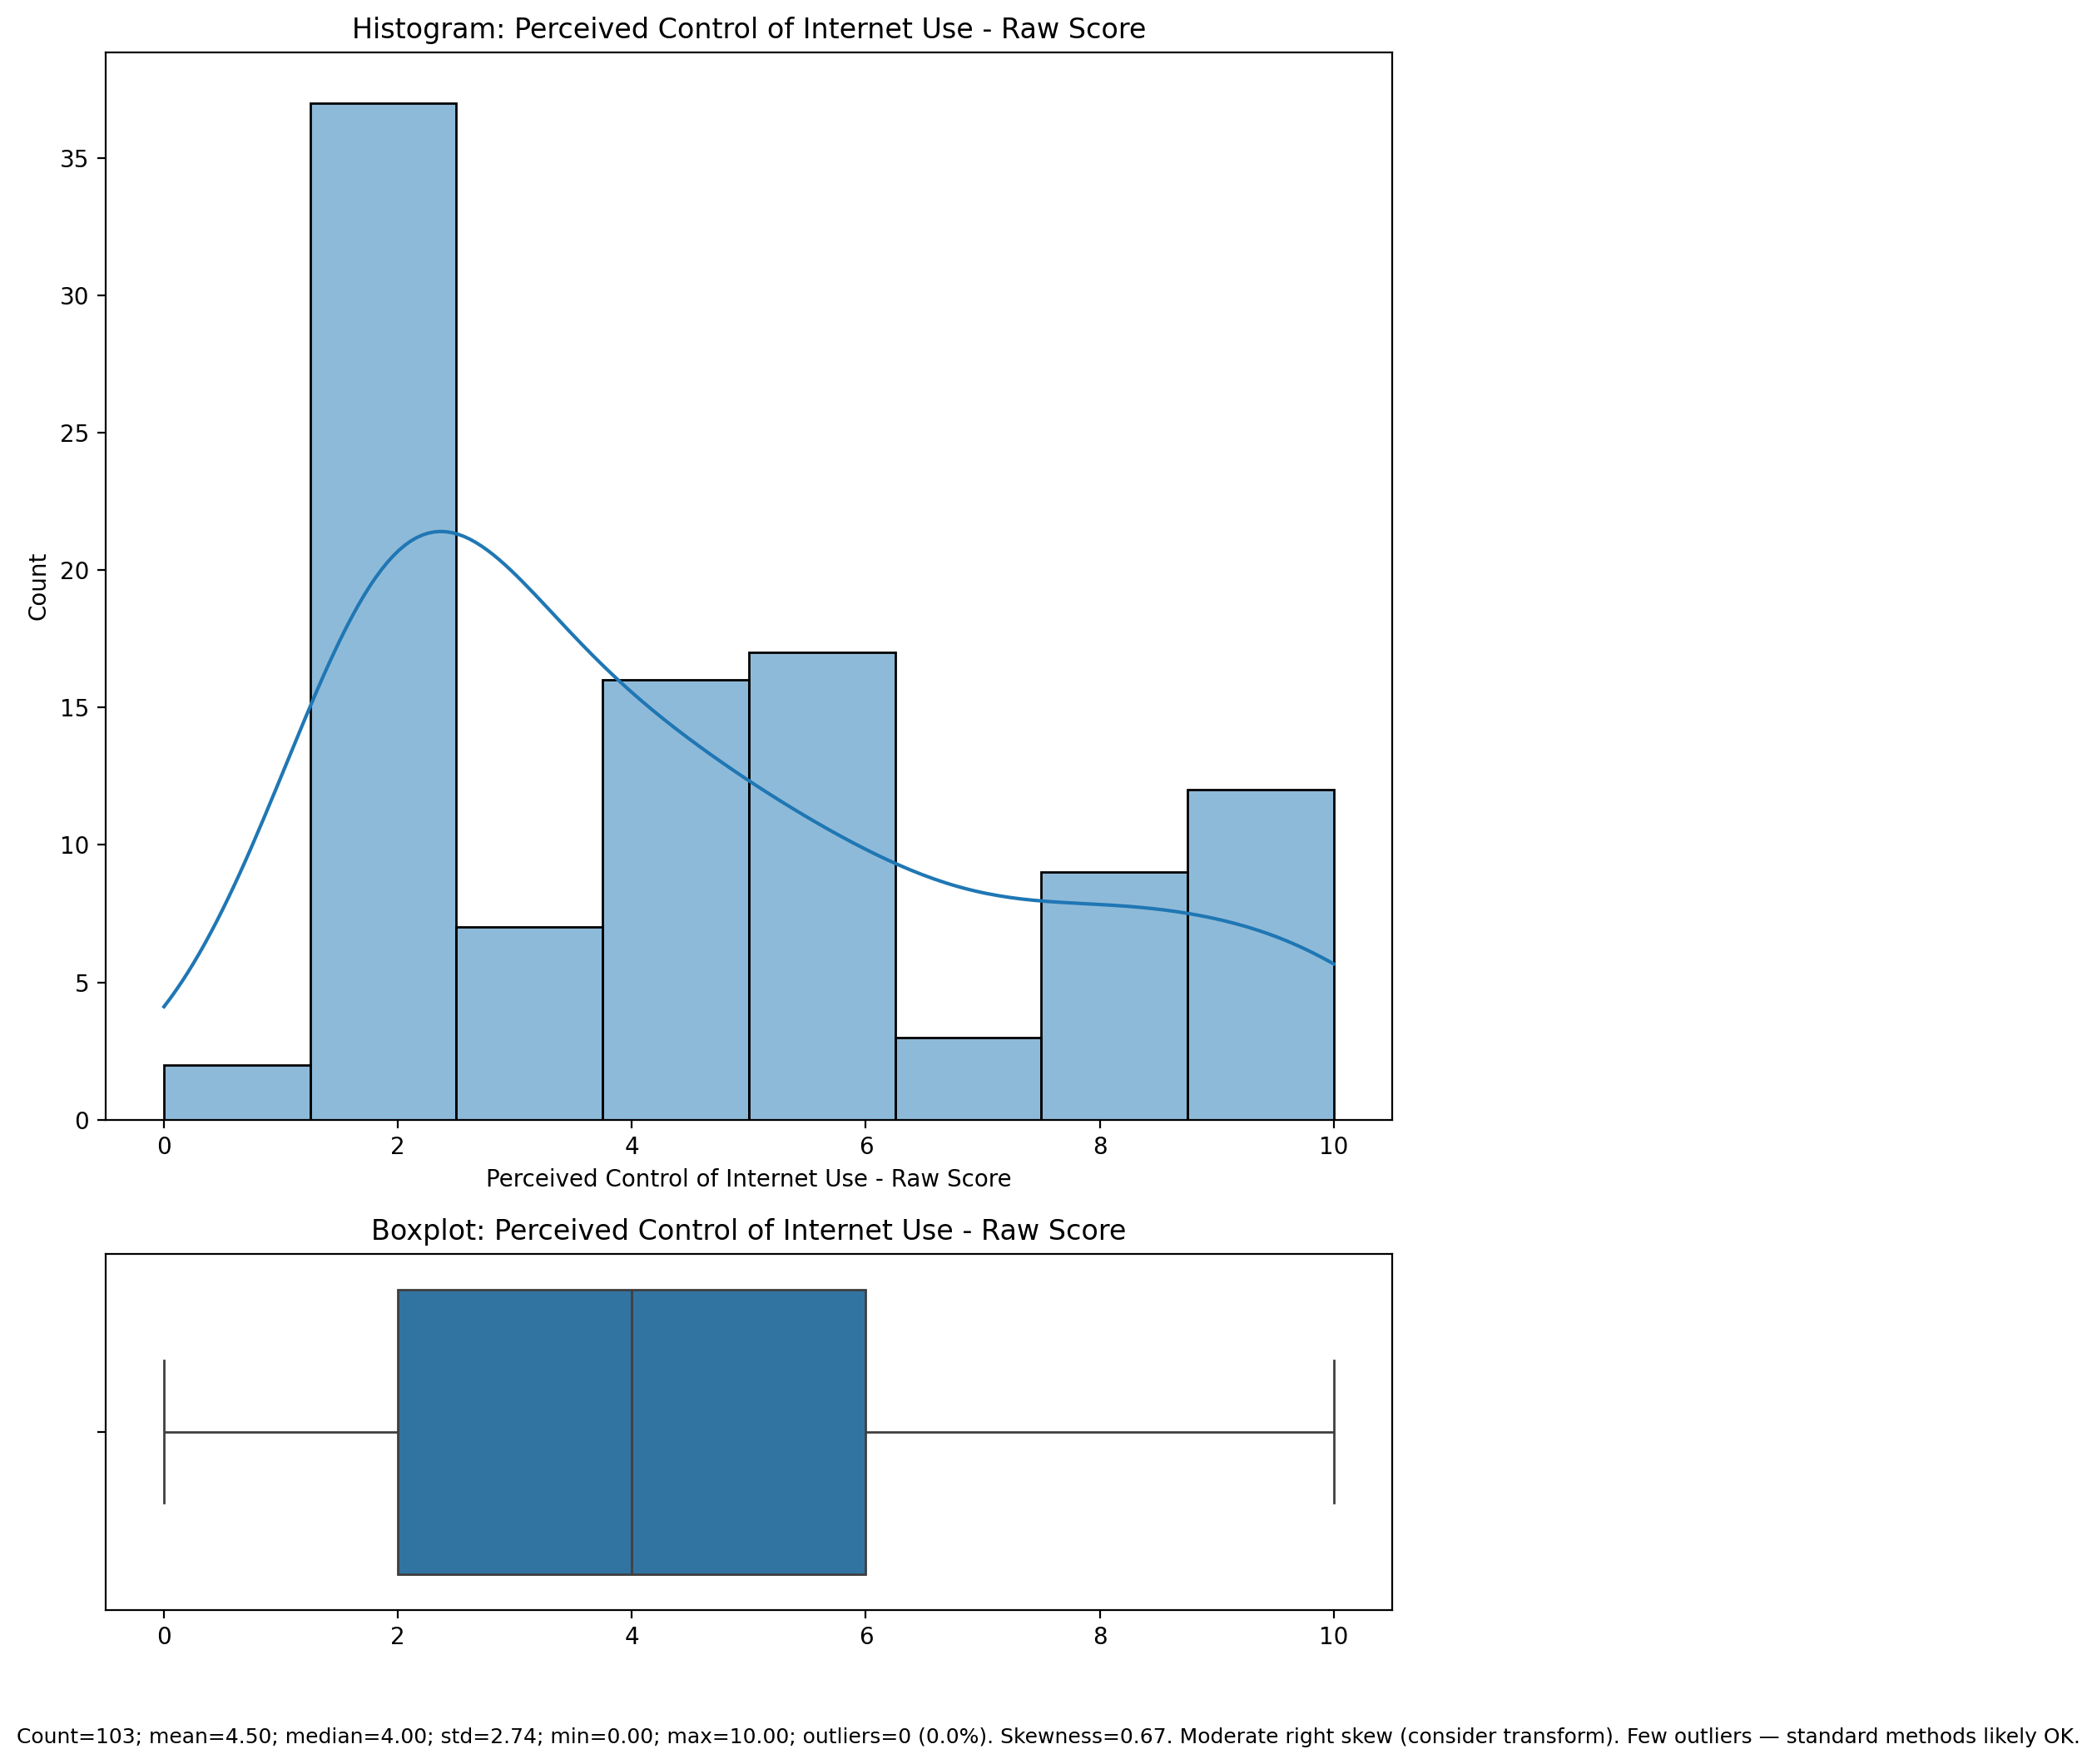 Histogram: Perceived Control of Internet Use - Raw Score
35
30
25
20
15
10
5
0
Count
0 2 4 6 8 10
Perceived Control of Internet Use - Raw Score
Boxplot: Perceived Control of Internet Use - Raw Score
0 2 4 6 8 10
Count=103; mean=4.50; median=4.00; std=2.74; min=0.00; max=10.00; outliers=0 (0.0%). Skewness=0.67. Moderate right skew (consider transform). Few outliers — standard methods likely OK.